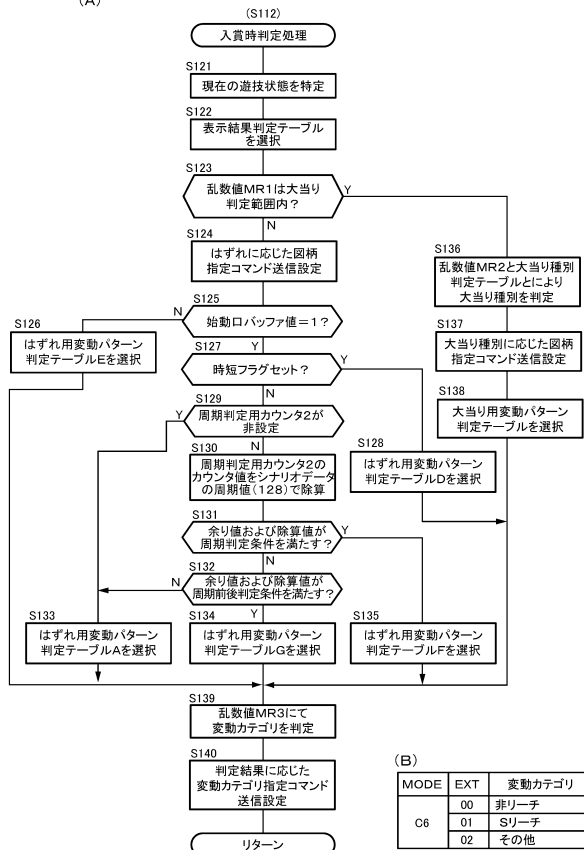 (A)
(S112)
入賞時判定処理
S121
現在の遊技状態を特定
S122
表示結果判定テーブル
を選択
S123
乱数値MR1は大当り
判定範囲内?
Y
N
S124
はずれに応じた図柄
指定コマンド送信設定
S136
乱数値MR2と大当り種別
判定テーブルとにより
大当り種別を判定
S125
始動口バッファ値=1?
N
Y
S126
はずれ用変動パターン
判定テーブルEを選択
S137
大当り種別に応じた図柄
指定コマンド送信設定
S127
時短フラグセット?
Y
N
S138
大当り用変動パターン
判定テーブルを選択
S129
周期判定用カウンタ2が
非設定
Y
N
S128
はずれ用変動パターン
判定テーブルDを選択
S130
周期判定用カウンタ2の
カウンタ値をシナリオデータ
の周期値(128)で除算
S131
余り値および除算値が
周期判定条件を満たす?
Y
N
S132
余り値および除算値が
周期前後判定条件を満たす?
N
Y
S133
はずれ用変動パターン
判定テーブルAを選択
S134
はずれ用変動パターン
判定テーブルGを選択
S135
はずれ用変動パターン
判定テーブルFを選択
S139
乱数値MR3にて
変動カテゴリを判定
S140
判定結果に応じた
変動カテゴリ指定コマンド
送信設定
リターン
(B)
MODE EXT 変動カテゴリ
C6 00 非リーチ
01 Sリーチ
02 その他